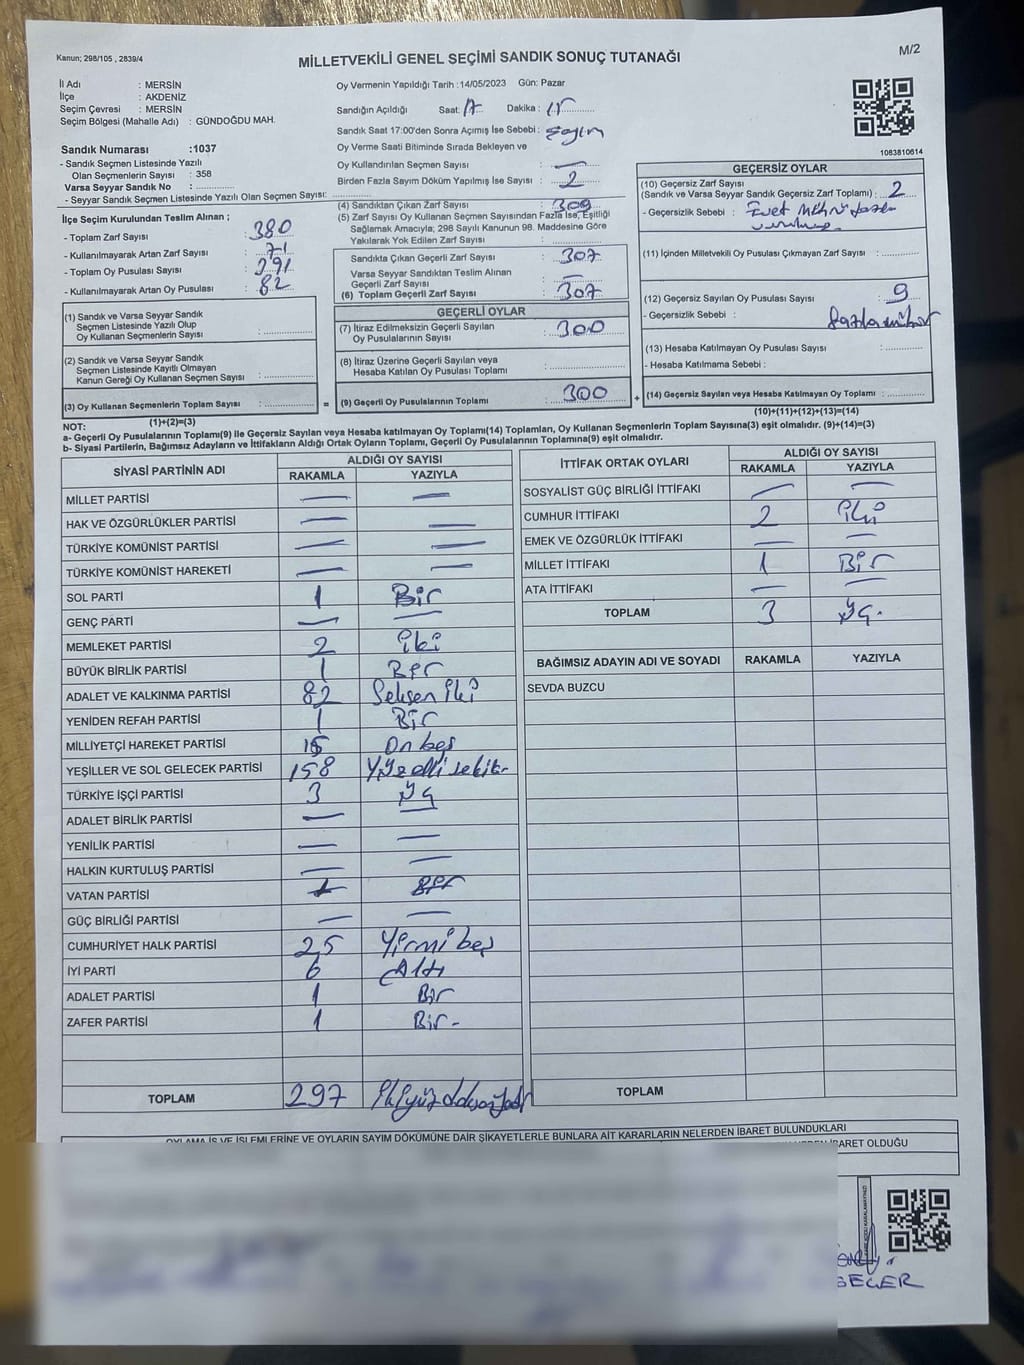 Kanun; 298/105 , 2839/4
MİLLETVEKİLİ GENEL SEÇİMİ SANDIK SONUÇ TUTANAĞI
M/2
İl Adı : MERSİN
İlçe : AKDENİZ
Seçim Çevresi : MERSİN
Seçim Bölgesi (Mahalle Adı) : GÜNDOĞDU MAH.
Sandık Numarası :1037
- Sandık Seçmen Listesinde Yazılı
Olan Seçmenlerin Sayısı : 358
Varsa Seyyar Sandık No :
- Seyyar Sandık Seçmen Listesinde Yazılı Olan Seçmen Sayısı:
İlçe Seçim Kurulundan Teslim Alınan ;
- Toplam Zarf Sayısı : 380
- Kullanılmayarak Artan Zarf Sayısı : 71
- Toplam Oy Pusulası Sayısı : 391
- Kullanılmayarak Artan Oy Pusulası : 82
(1) Sandık ve Varsa Seyyar Sandık
Seçmen Listesinde Yazılı Olup
Oy Kullanan Seçmenlerin Sayısı :
(2) Sandık ve Varsa Seyyar Sandık
Seçmen Listesinde Kayıtlı Olmayan
Kanun Gereği Oy Kullanan Seçmen Sayısı :
(3) Oy Kullanan Seçmenlerin Toplam Sayısı :
(1)+(2)=(3)
Oy Vermenin Yapıldığı Tarih :14/05/2023 Gün: Pazar
Sandığın Açıldığı Saat: 17 Dakika : 15
Sandık Saat 17:00'den Sonra Açılmış İse Sebebi : Sayım
Oy Verme Saati Bitiminde Sırada Bekleyen ve
Oy Kullandırılan Seçmen Sayısı : —
Birden Fazla Sayım Döküm Yapılmış İse Sayısı : 2
(4) Sandıktan Çıkan Zarf Sayısı : 309
(5) Zarf Sayısı Oy Kullanan Seçmen Sayısından Fazla İse, Eşitliği
Sağlamak Amacıyla; 298 Sayılı Kanunun 98. Maddesine Göre
Yakılarak Yok Edilen Zarf Sayısı :
Sandıkta Çıkan Geçerli Zarf Sayısı : 307
Varsa Seyyar Sandıktan Teslim Alınan
Geçerli Zarf Sayısı : —
(6) Toplam Geçerli Zarf Sayısı : 307
GEÇERLİ OYLAR
(7) İtiraz Edilmeksizin Geçerli Sayılan
Oy Pusulalarının Sayısı : 300
(8) İtiraz Üzerine Geçerli Sayılan veya
Hesaba Katılan Oy Pusulası Toplamı :
= (9) Geçerli Oy Pusulalarının Toplamı : 300
1083810614
GEÇERSİZ OYLAR
(10) Geçersiz Zarf Sayısı
(Sandık ve Varsa Seyyar Sandık Geçersiz Zarf Toplamı) : 2
- Geçersizlik Sebebi : Evet Mührü
(11) İçinden Milletvekili Oy Pusulası Çıkmayan Zarf Sayısı :
(12) Geçersiz Sayılan Oy Pusulası Sayısı : 9
- Geçersizlik Sebebi : fazla mühür
(13) Hesaba Katılmayan Oy Pusulası Sayısı :
- Hesaba Katılmama Sebebi :
+ (14) Geçersiz Sayılan veya Hesaba Katılmayan Oy Toplamı :
(10)+(11)+(12)+(13)=(14)
NOT:
a- Geçerli Oy Pusulalarının Toplamı(9) ile Geçersiz Sayılan veya Hesaba katılmayan Oy Toplamı(14) Toplamları, Oy Kullanan Seçmenlerin Toplam Sayısına(3) eşit olmalıdır. (9)+(14)=(3)
b- Siyasi Partilerin, Bağımsız Adayların ve İttifakların Aldığı Ortak Oyların Toplamı, Geçerli Oy Pusulalarının Toplamına(9) eşit olmalıdır.
SİYASİ PARTİNİN ADI ALDIĞI OY SAYISI
RAKAMLA YAZIYLA
MİLLET PARTİSİ — —
HAK VE ÖZGÜRLÜKLER PARTİSİ — —
TÜRKİYE KOMÜNİST PARTİSİ — —
TÜRKİYE KOMÜNİST HAREKETİ — —
SOL PARTİ 1 Bir
GENÇ PARTİ — —
MEMLEKET PARTİSİ 2 iki
BÜYÜK BİRLİK PARTİSİ 1 Bir
ADALET VE KALKINMA PARTİSİ 82 Seksen iki
YENİDEN REFAH PARTİSİ 1 Bir
MİLLİYETÇİ HAREKET PARTİSİ 15 On beş
YEŞİLLER VE SOL GELECEK PARTİSİ 158 Yüz elli sekiz
TÜRKİYE İŞÇİ PARTİSİ 3 üç
ADALET BİRLİK PARTİSİ — —
YENİLİK PARTİSİ — —
HALKIN KURTULUŞ PARTİSİ — —
VATAN PARTİSİ 1 Bir
GÜÇ BİRLİĞİ PARTİSİ — —
CUMHURİYET HALK PARTİSİ 25 Yirmi beş
İYİ PARTİ 6 Altı
ADALET PARTİSİ 1 Bir
ZAFER PARTİSİ 1 Bir -
TOPLAM 297 ikiyüz doksan yedi
İTTİFAK ORTAK OYLARI ALDIĞI OY SAYISI
RAKAMLA YAZIYLA
SOSYALİST GÜÇ BİRLİĞİ İTTİFAKI — —
CUMHUR İTTİFAKI 2 iki
EMEK VE ÖZGÜRLÜK İTTİFAKI — —
MİLLET İTTİFAKI 1 Bir
ATA İTTİFAKI — —
TOPLAM 3 üç.
BAĞIMSIZ ADAYIN ADI VE SOYADI RAKAMLA YAZIYLA
SEVDA BUZCU
TOPLAM
OYLAMA İŞ VE İŞLEMLERİNE VE OYLARIN SAYIM DÖKÜMÜNE DAİR ŞİKAYETLERLE BUNLARA AİT KARARLARIN NELERDEN İBARET BULUNDUKLARI
İBARET OLDUĞU